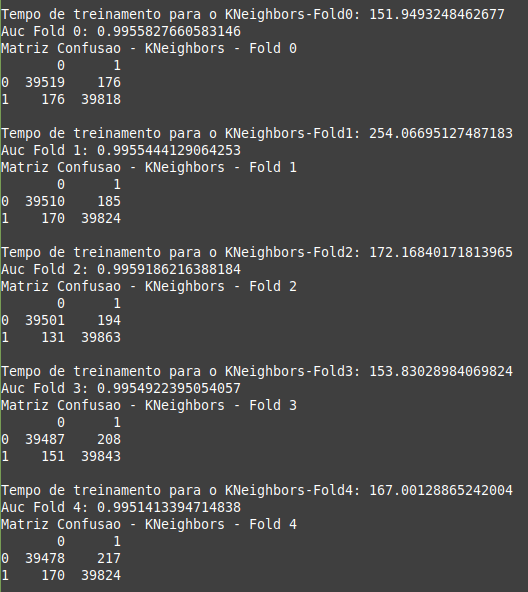 Tempo de treinamento para o KNeighbors-Fold0: 151.9493248462677
Auc Fold 0: 0.9955827660583146
Matriz Confusao - KNeighbors - Fold 0
0 1
0 39519 176
1 176 39818
Tempo de treinamento para o KNeighbors-Fold1: 254.06695127487183
Auc Fold 1: 0.9955444129064253
Matriz Confusao - KNeighbors - Fold 1
0 1
0 39510 185
1 170 39824
Tempo de treinamento para o KNeighbors-Fold2: 172.16840171813965
Auc Fold 2: 0.9959186216388184
Matriz Confusao - KNeighbors - Fold 2
0 1
0 39501 194
1 131 39863
Tempo de treinamento para o KNeighbors-Fold3: 153.83028984069824
Auc Fold 3: 0.9954922395054057
Matriz Confusao - KNeighbors - Fold 3
0 1
0 39487 208
1 151 39843
Tempo de treinamento para o KNeighbors-Fold4: 167.00128865242004
Auc Fold 4: 0.9951413394714838
Matriz Confusao - KNeighbors - Fold 4
0 1
0 39478 217
1 170 39824